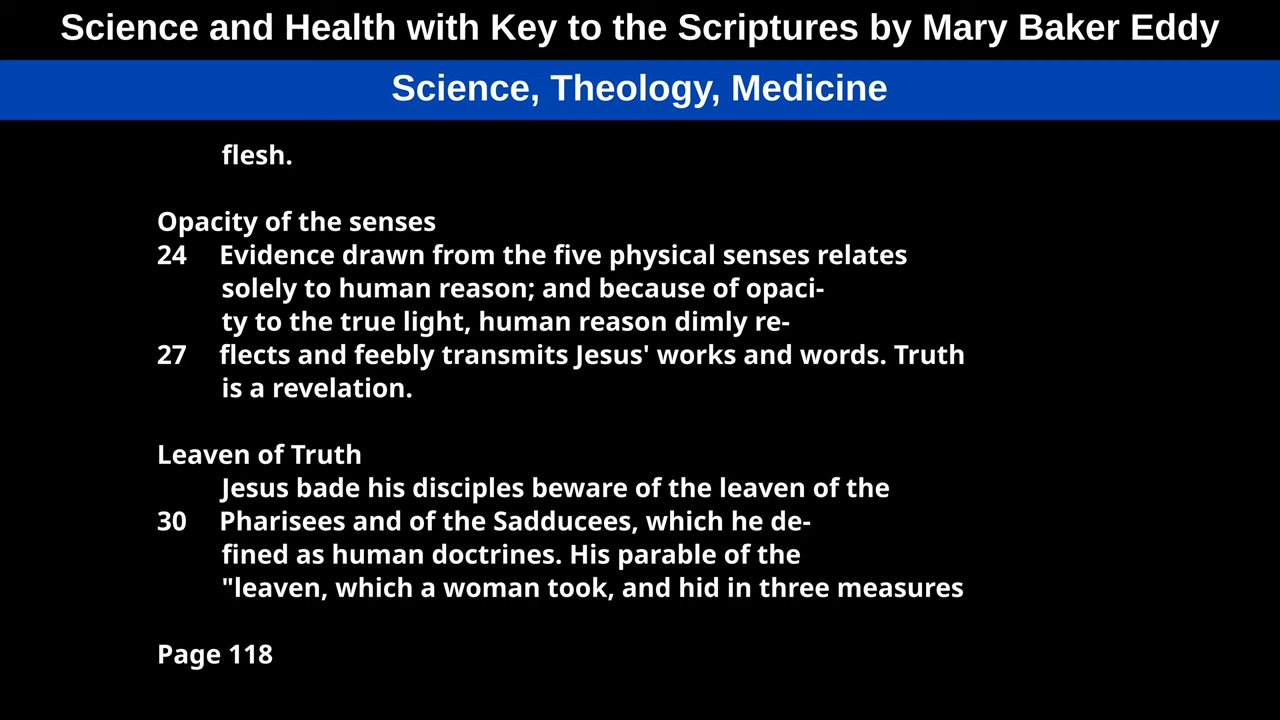 Science and Health with Key to the Scriptures by Mary Baker Eddy
Science, Theology, Medicine
flesh.
Opacity of the senses
24 Evidence drawn from the five physical senses relates
solely to human reason; and because of opaci-
ty to the true light, human reason dimly re-
27 flects and feebly transmits Jesus' works and words. Truth
is a revelation.
Leaven of Truth
Jesus bade his disciples beware of the leaven of the
30 Pharisees and of the Sadducees, which he de-
fined as human doctrines. His parable of the
"leaven, which a woman took, and hid in three measures
Page 118